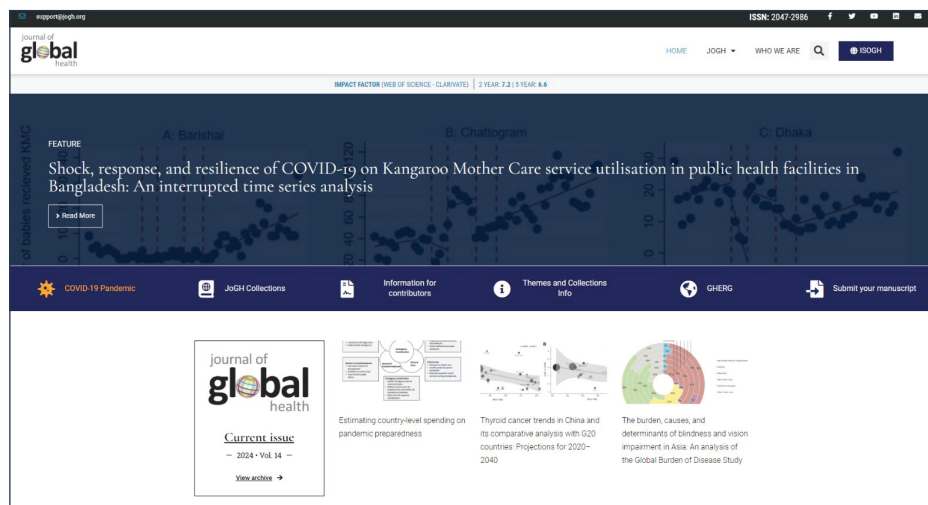 support@jogh.org
ISSN: 2047-2986
journal of
global
health
HOME
JOGH
WHO WE ARE
ISOGH
IMPACT FACTOR (WEB OF SCIENCE - CLARIVATE) | 2 YEAR: 7.2 | 5 YEAR: 6.6
A: Barishal
B: Chattogram
C: Dhaka
of babies recieved KMC
FEATURE
Shock, response, and resilience of COVID-19 on Kangaroo Mother Care service utilisation in public health facilities in
Bangladesh: An interrupted time series analysis
Read More
COVID-19 Pandemic
JoGH Collections
Information for
contributors
Themes and Collections
Info
GHERG
Submit your manuscript
journal of
global
health
Current issue
– 2024 • Vol. 14 –
View archive →
Estimating country-level spending on
pandemic preparedness
Thyroid cancer trends in China and
its comparative analysis with G20
countries: Projections for 2020–
2040
The burden, causes, and
determinants of blindness and vision
impairment in Asia: An analysis of
the Global Burden of Disease Study